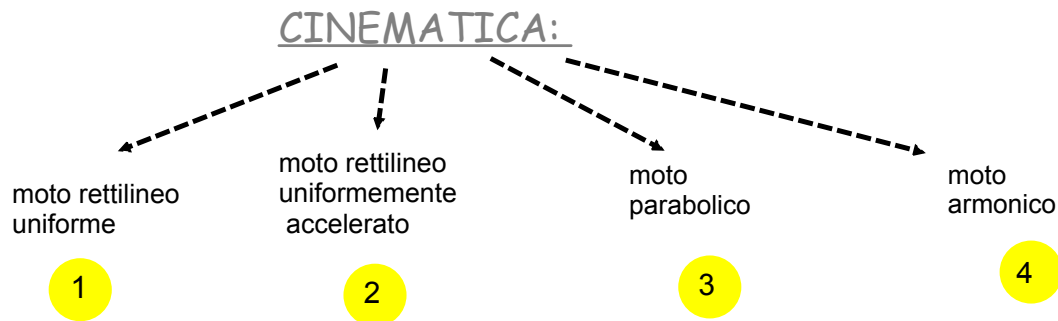 CINEMATICA:
moto rettilineo
uniforme
1
moto rettilineo
uniformemente
accelerato
2
moto
parabolico
3
moto
armonico
4